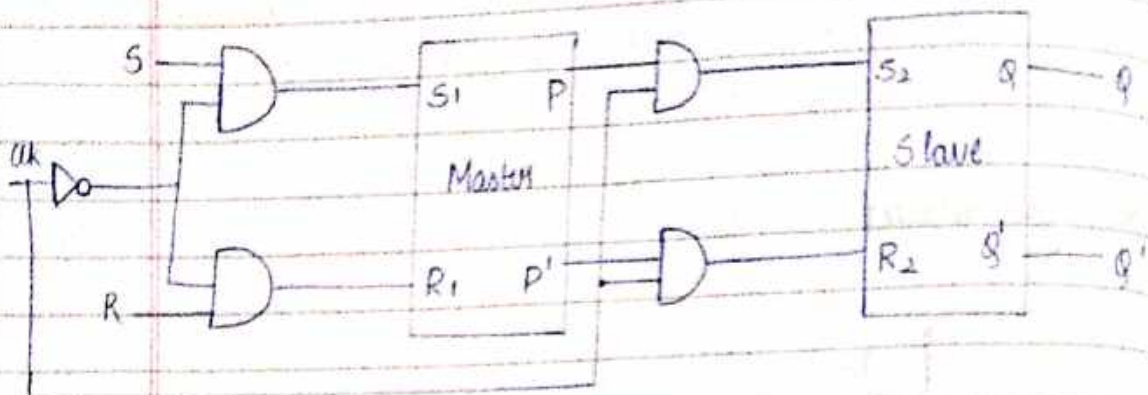 S
S1 P
S2 Q Q
Clk
Master
Slave
R R1 P'
R2 Q' Q'